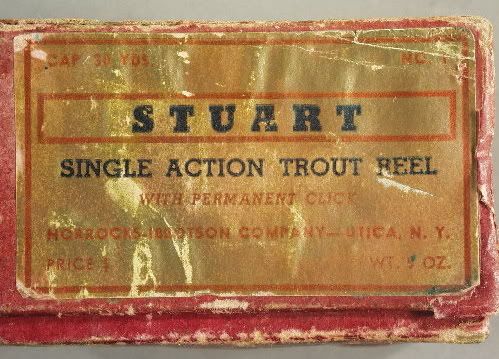 CAP. 30 YDS. NO. 1
STUART
SINGLE ACTION TROUT REEL
WITH PERMANENT CLICK
HORROCKS-IBBOTSON COMPANY—UTICA, N. Y.
PRICE $ WT. OZ.